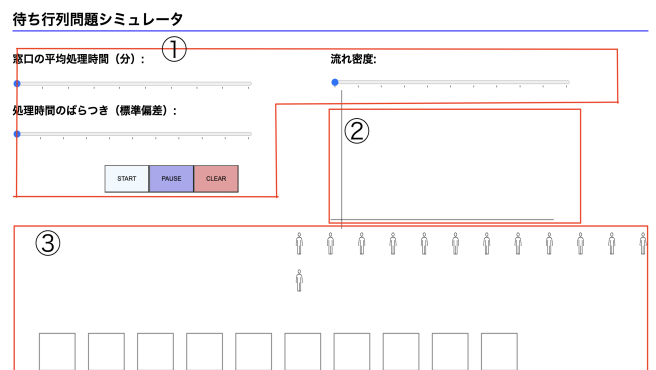 待ち行列問題シミュレータ
①
窓口の平均処理時間（分）:
流れ密度:
処理時間のばらつき（標準偏差）:
②
START PAUSE CLEAR
③